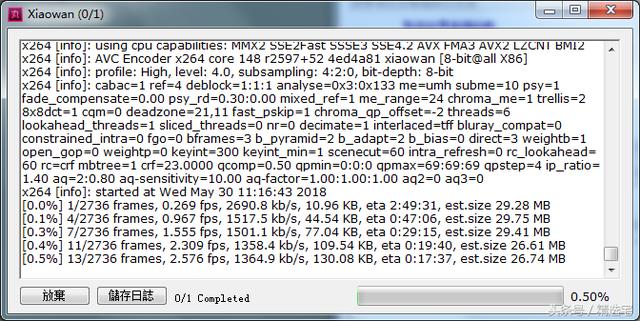 Xiaowan (0/1)
x264 [info]: using cpu capabilities: MMX2 SSE2Fast SSSE3 SSE4.2 AVX FMA3 AVX2 LZCNT BMI2
x264 [info]: AVC Encoder x264 core 148 r2597+52 4ed4a81 xiaowan [8-bit@all X86]
x264 [info]: profile: High, level: 4.0, subsampling: 4:2:0, bit-depth: 8-bit
x264 [info]: cabac=1 ref=4 deblock=1:1:1 analyse=0x3:0x133 me=umh subme=10 psy=1
fade_compensate=0.00 psy_rd=0.30:0.00 mixed_ref=1 me_range=24 chroma_me=1 trellis=2
8x8dct=1 cqm=0 deadzone=21,11 fast_pskip=1 chroma_qp_offset=-2 threads=6
lookahead_threads=1 sliced_threads=0 nr=0 decimate=1 interlaced=tff bluray_compat=0
constrained_intra=0 fgo=0 bframes=3 b_pyramid=2 b_adapt=2 b_bias=0 direct=3 weightb=1
open_gop=0 weightp=0 keyint=300 keyint_min=1 scenecut=60 intra_refresh=0 rc_lookahead=
60 rc=crf mbtree=1 crf=23.0000 qcomp=0.50 qpmin=0:0:0 qpmax=69:69:69 qpstep=4 ip_ratio=
1.40 aq=2:0.80 aq-sensitivity=10.00 aq-factor=1.00:1.00:1.00 aq2=0 aq3=0
x264 [info]: started at Wed May 30 11:16:43 2018
[0.0%] 1/2736 frames, 0.269 fps, 2690.8 kb/s, 10.96 KB, eta 2:49:31, est.size 29.28 MB
[0.1%] 4/2736 frames, 0.967 fps, 1517.5 kb/s, 44.54 KB, eta 0:47:06, est.size 30.75 MB
[0.3%] 7/2736 frames, 1.555 fps, 1501.1 kb/s, 77.04 KB, eta 0:29:15, est.size 29.41 MB
[0.4%] 11/2736 frames, 2.309 fps, 1358.4 kb/s, 109.54 KB, eta 0:19:40, est.size 26.61 MB
[0.5%] 13/2736 frames, 2.576 fps, 1364.9 kb/s, 130.08 KB, eta 0:17:37, est.size 26.74 MB
放棄 儲存日誌 0/1 Completed 0.50%
头条号 / 精选宅